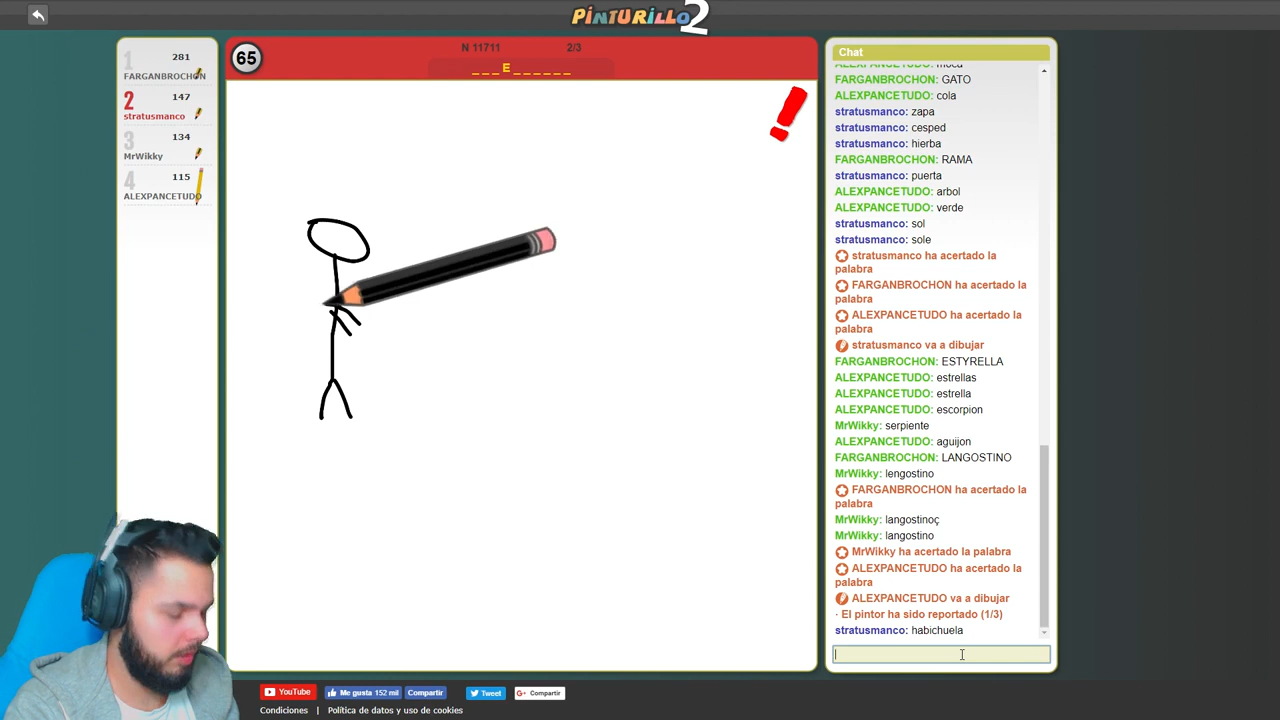 PINTURILLO 2
65
N 11711
2/3
_ _ _ E _ _ _ _ _ _
1
281
FARGANBROCHON
2
147
stratusmanco
3
134
MrWikky
4
115
ALEXPANCETUDO
!
Chat
FARGANBROCHON: GATO
ALEXPANCETUDO: cola
stratusmanco: zapa
stratusmanco: cesped
stratusmanco: hierba
FARGANBROCHON: RAMA
stratusmanco: puerta
ALEXPANCETUDO: arbol
ALEXPANCETUDO: verde
stratusmanco: sol
stratusmanco: sole
stratusmanco ha acertado la
palabra
FARGANBROCHON ha acertado la
palabra
ALEXPANCETUDO ha acertado la
palabra
stratusmanco va a dibujar
FARGANBROCHON: ESTYRELLA
ALEXPANCETUDO: estrellas
ALEXPANCETUDO: estrella
ALEXPANCETUDO: escorpion
MrWikky: serpiente
ALEXPANCETUDO: aguijon
FARGANBROCHON: LANGOSTINO
MrWikky: lengostino
FARGANBROCHON ha acertado la
palabra
MrWikky: langostinoç
MrWikky: langostino
MrWikky ha acertado la palabra
ALEXPANCETUDO ha acertado la
palabra
ALEXPANCETUDO va a dibujar
· El pintor ha sido reportado (1/3)
stratusmanco: habichuela
YouTube
Me gusta 152 mil
Compartir
Tweet
G+ Compartir
Condiciones | Política de datos y uso de cookies